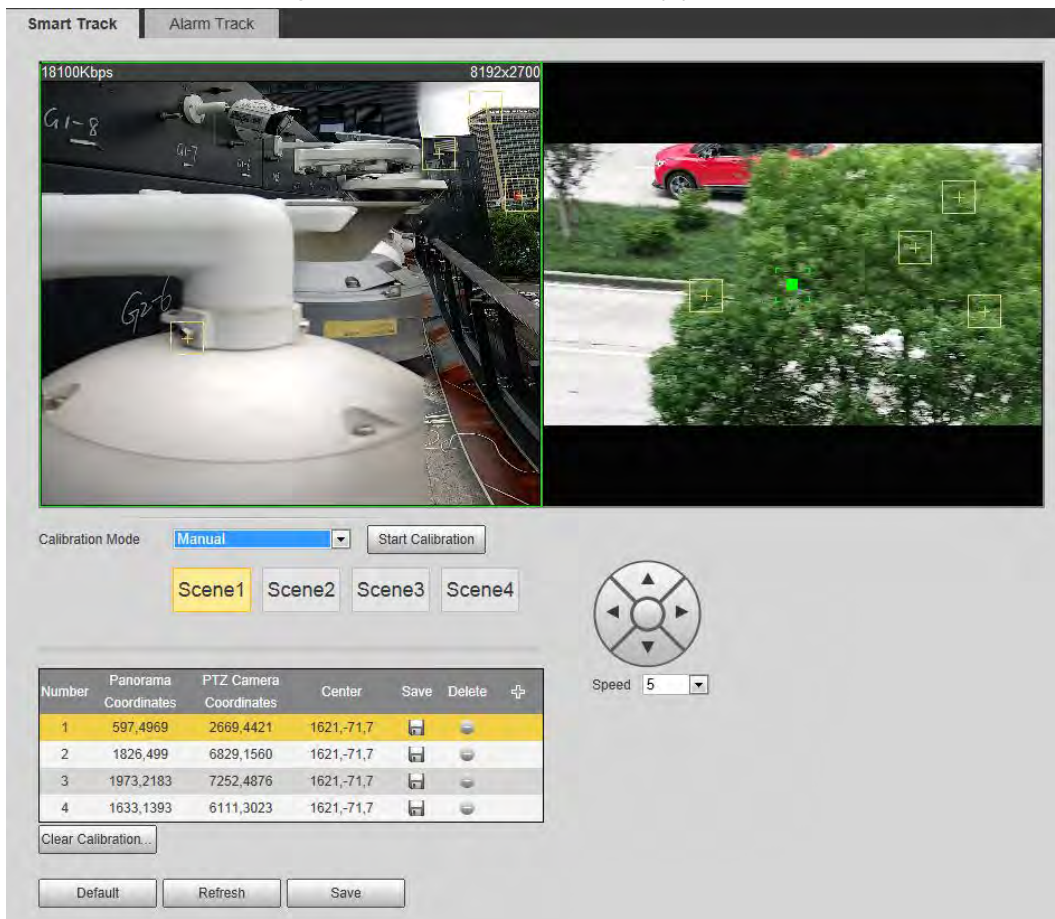 Smart Track Alarm Track
18100Kbps 8192x2700
G1-8
G1-7
G2-6
Calibration Mode Manual Start Calibration
Scene1 Scene2 Scene3 Scene4
Number Panorama Coordinates PTZ Camera Coordinates Center Save Delete
1 597,4969 2669,4421 1621,-71,7
2 1826,499 6829,1560 1621,-71,7
3 1973,2183 7252,4876 1621,-71,7
4 1633,1393 6111,3023 1621,-71,7
Speed 5
Clear Calibration...
Default Refresh Save